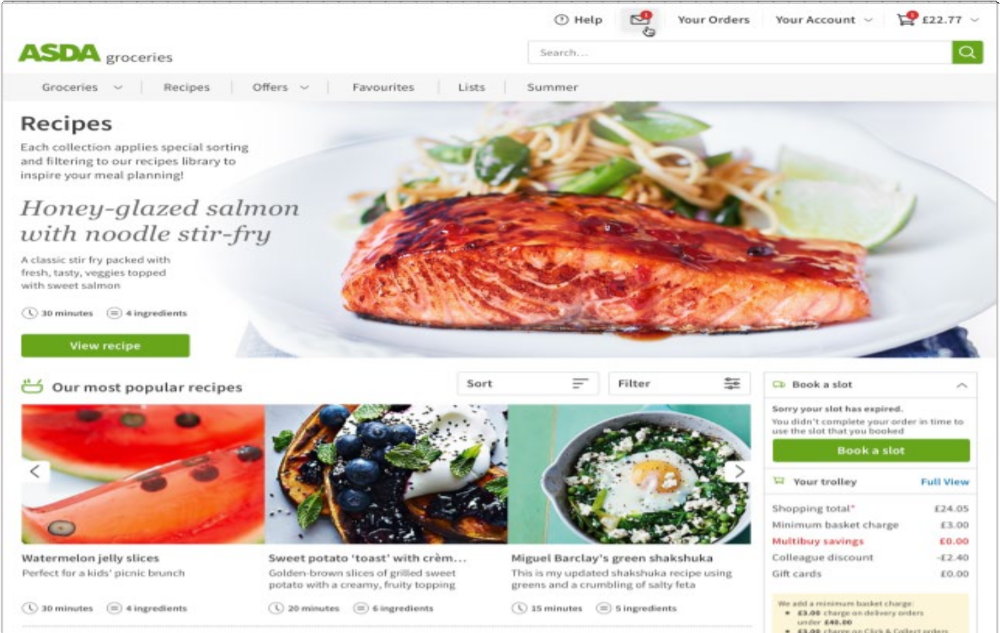 Help
1
Your Orders
Your Account
£22.77
ASDA groceries
Search...
Groceries
Recipes
Offers
Favourites
Lists
Summer
Recipes
Each collection applies special sorting
and filtering to our recipes library to
inspire your meal planning!
Honey-glazed salmon
with noodle stir-fry
A classic stir fry packed with
fresh, tasty, veggies topped
with sweet salmon
30 minutes
4 ingredients
View recipe
Our most popular recipes
Sort
Filter
Watermelon jelly slices
Perfect for a kids' picnic brunch
30 minutes
4 ingredients
Sweet potato ‘toast’ with crèm...
Golden-brown slices of grilled sweet
potato with a creamy, fruity topping
20 minutes
6 ingredients
Miguel Barclay's green shakshuka
This is my updated shakshuka recipe using
greens and a crumbling of salty feta
15 minutes
5 ingredients
Book a slot
Sorry your slot has expired.
You didn't complete your order in time to
use the slot that you booked
Book a slot
Your trolley
Full View
Shopping total* £24.05
Minimum basket charge £3.00
Multibuy savings £0.00
Colleague discount -£2.40
Gift cards £0.00
We add a minimum basket charge:
• £3.00 charge on delivery orders
under £40.00
• £3.00 charge on Click & Collect orders